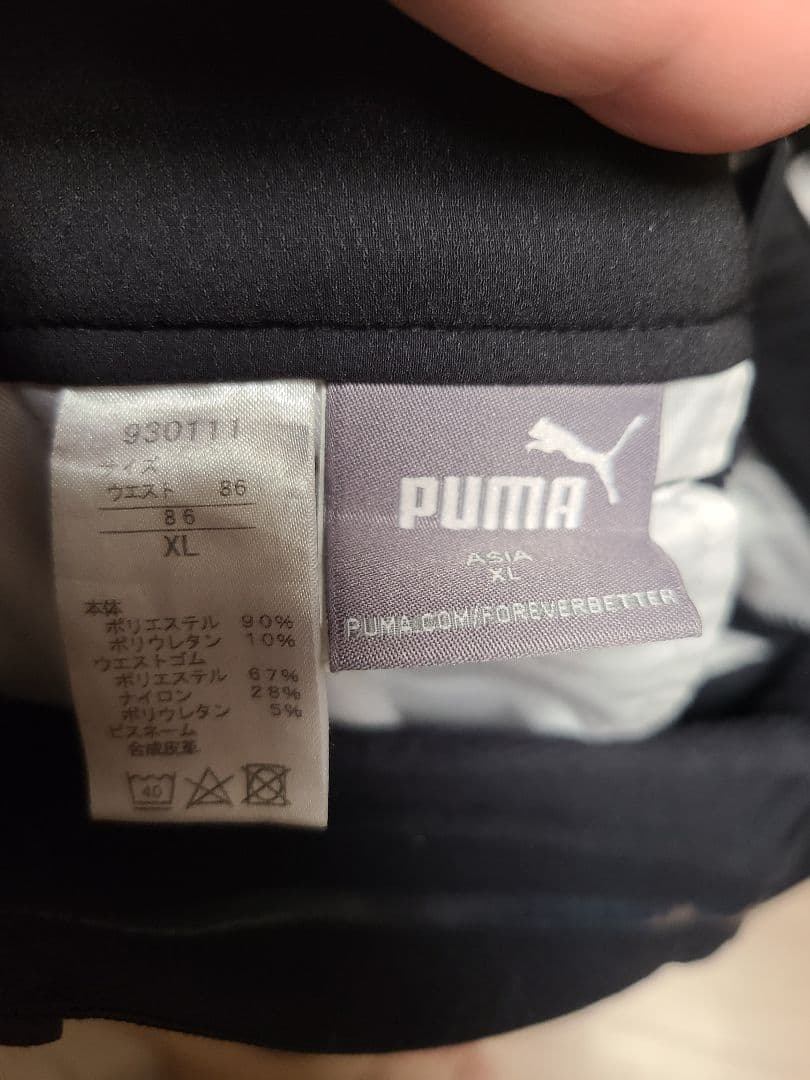 930111
サイズ
ウエスト 86
86
XL
本体
ポリエステル 90%
ポリウレタン 10%
ウエストゴム
ポリエステル 67%
ナイロン 28%
ポリウレタン 5%
ピスネーム
合成皮革
40
PUMA
ASIA
XL
PUMA.COM/FOREVERBETTER